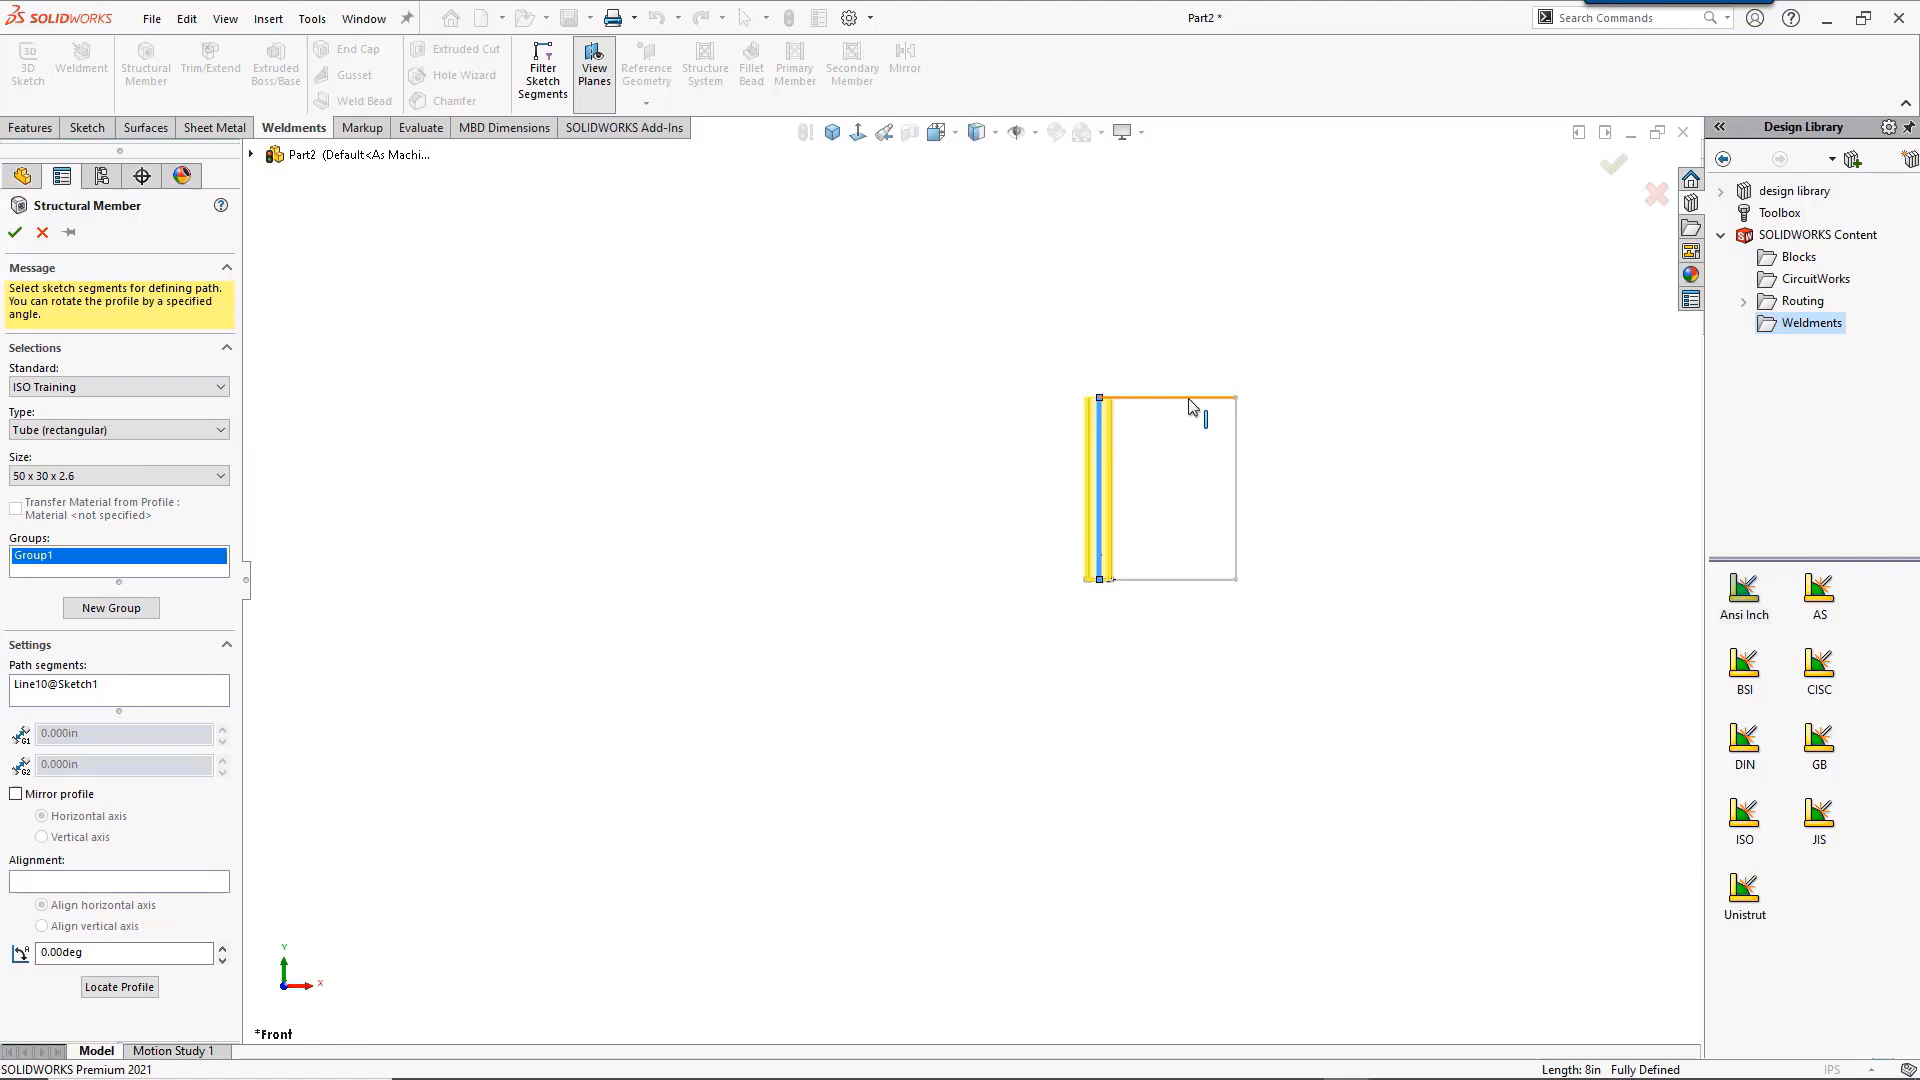 SOLIDWORKS File Edit View Insert Tools Window Part2 * Search Commands
3D Sketch
Weldment
Structural Member
Trim/Extend
Extruded Boss/Base
End Cap
Gusset
Weld Bead
Extruded Cut
Hole Wizard
Chamfer
Filter Sketch Segments
View Planes
Reference Geometry
Structure System
Fillet Bead
Primary Member
Secondary Member
Mirror
Features Sketch Surfaces Sheet Metal Weldments Markup Evaluate MBD Dimensions SOLIDWORKS Add-Ins
Part2 (Default<As Machi...
Structural Member
Message
Select sketch segments for defining path.
You can rotate the profile by a specified
angle.
Selections
Standard:
ISO Training
Type:
Tube (rectangular)
Size:
50 x 30 x 2.6
Transfer Material from Profile :
Material <not specified>
Groups:
Group1
New Group
Settings
Path segments:
Line10@Sketch1
G1 0.000in
G2 0.000in
Mirror profile
Horizontal axis
Vertical axis
Alignment:
Align horizontal axis
Align vertical axis
0.00deg
Locate Profile
Y
X
*Front
Design Library
design library
Toolbox
SOLIDWORKS Content
Blocks
CircuitWorks
Routing
Weldments
Ansi Inch AS
BSI CISC
DIN GB
ISO JIS
Unistrut
Model Motion Study 1
SOLIDWORKS Premium 2021 Length: 8in Fully Defined IPS